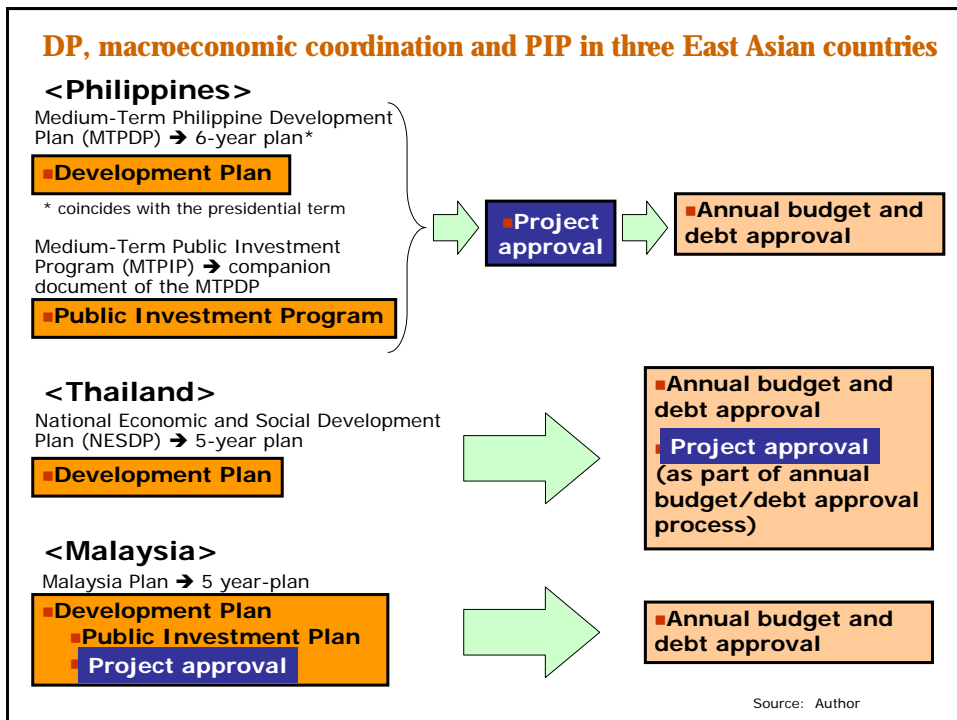 DP, macroeconomic coordination and PIP in three East Asian countries
<Philippines>
Medium-Term Philippine Development
Plan (MTPDP) ➔ 6-year plan*
▪Development Plan
* coincides with the presidential term
Medium-Term Public Investment
Program (MTPIP) ➔ companion
document of the MTPDP
▪Public Investment Program
▪Project
approval
▪Annual budget and
debt approval
<Thailand>
National Economic and Social Development
Plan (NESDP) ➔ 5-year plan
▪Development Plan
▪Annual budget and
debt approval
▪Project approval
(as part of annual
budget/debt approval
process)
<Malaysia>
Malaysia Plan ➔ 5 year-plan
▪Development Plan
▪Public Investment Plan
▪Project approval
▪Annual budget and
debt approval
Source: Author